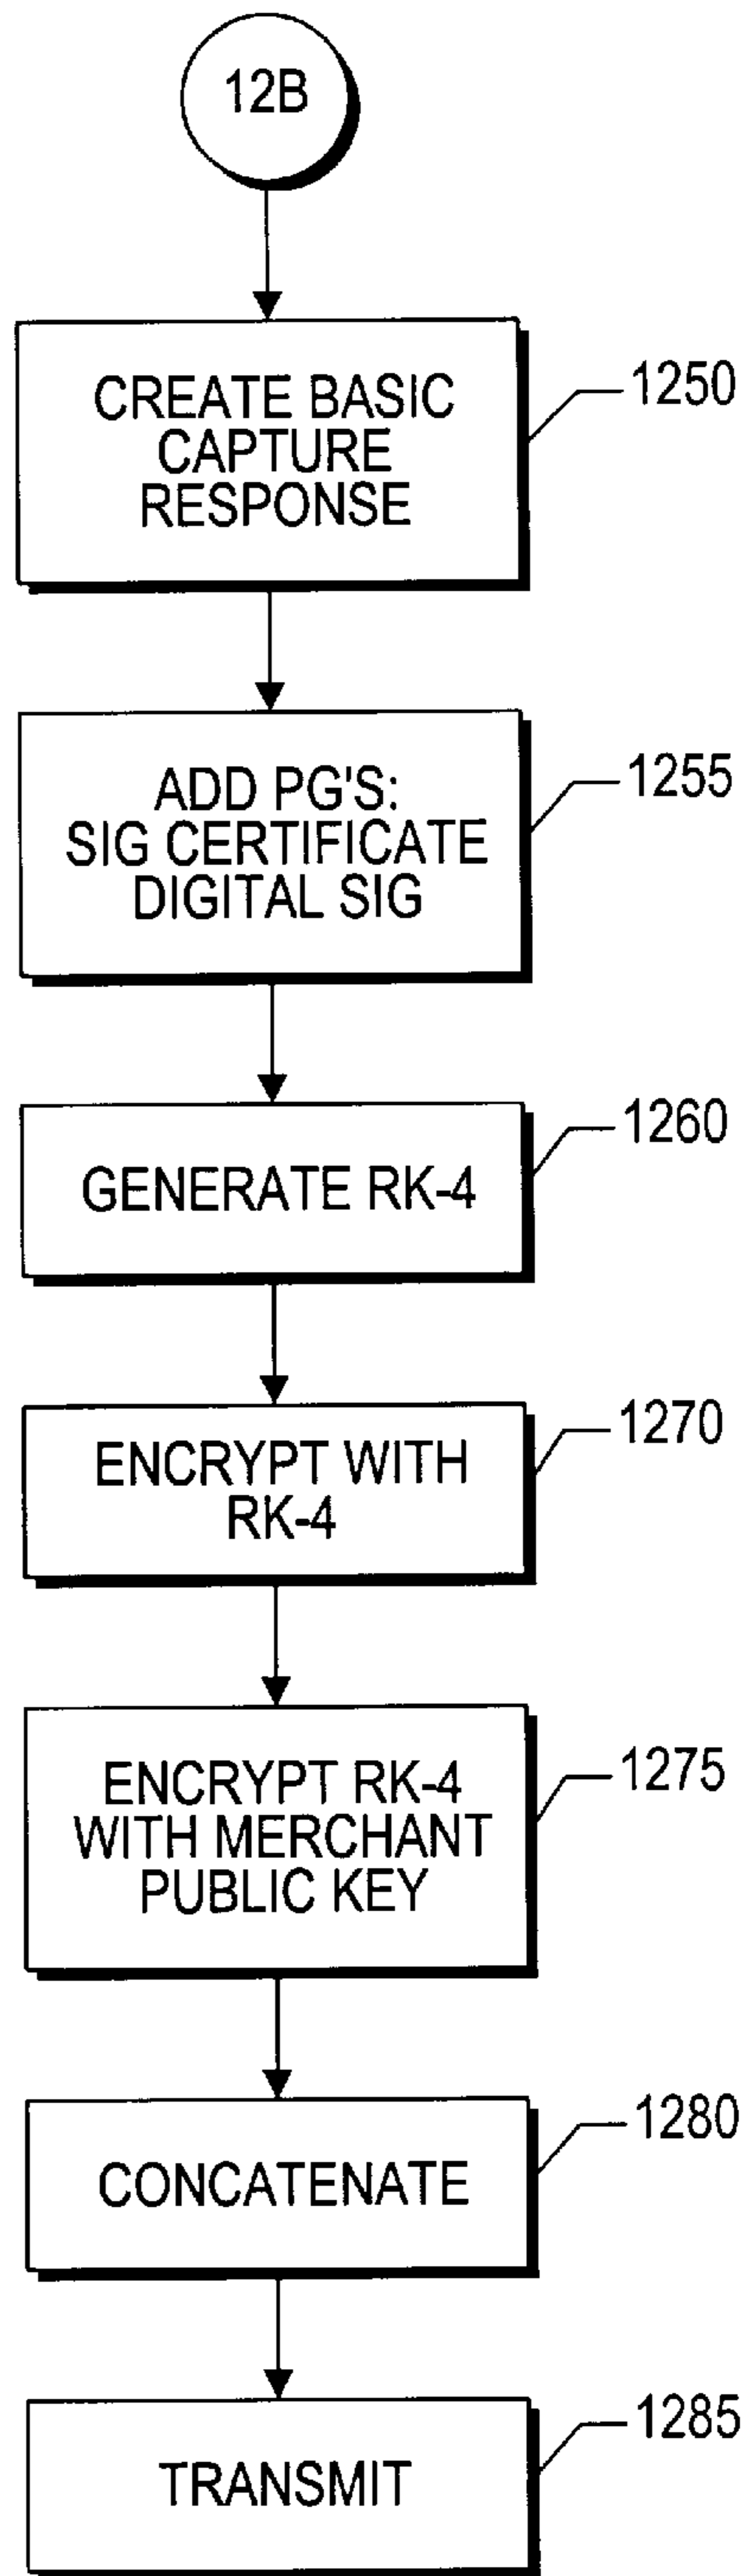 12B
CREATE BASIC
CAPTURE
RESPONSE
1250
ADD PG'S:
SIG CERTIFICATE
DIGITAL SIG
1255
GENERATE RK-4
1260
ENCRYPT WITH
RK-4
1270
ENCRYPT RK-4
WITH MERCHANT
PUBLIC KEY
1275
CONCATENATE
1280
TRANSMIT
1285